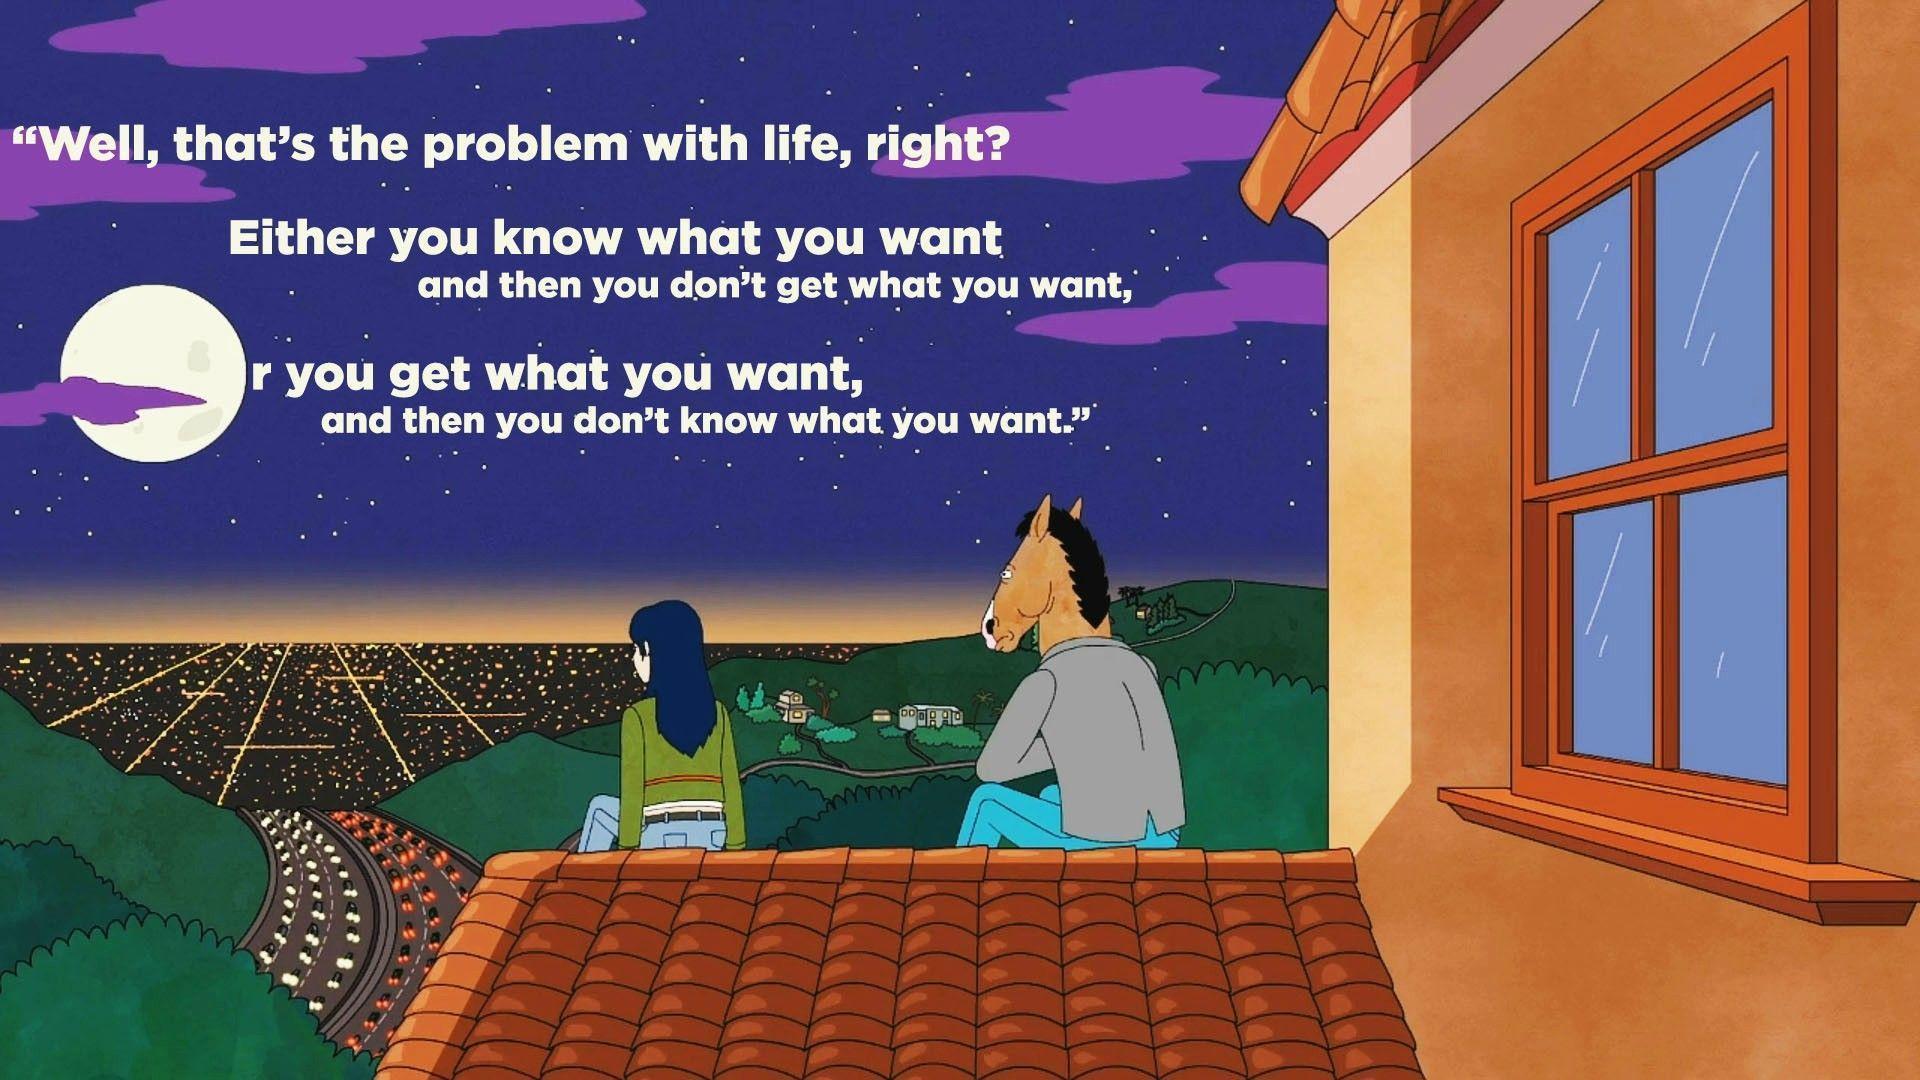 “Well, that’s the problem with life, right?
Either you know what you want
and then you don’t get what you want,
r you get what you want,
and then you don’t know what you want.”